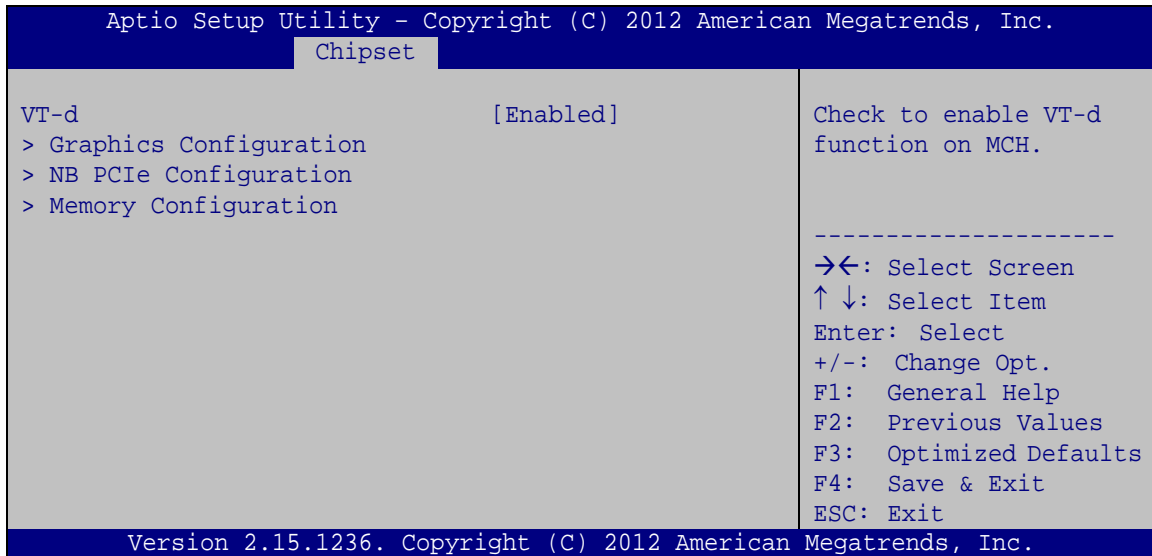 Aptio Setup Utility – Copyright (C) 2012 American Megatrends, Inc.
Chipset
VT-d [Enabled]
> Graphics Configuration
> NB PCIe Configuration
> Memory Configuration
Check to enable VT-d
function on MCH.
---------------------
→←: Select Screen
↑ ↓: Select Item
Enter: Select
+/-: Change Opt.
F1: General Help
F2: Previous Values
F3: Optimized Defaults
F4: Save & Exit
ESC: Exit
Version 2.15.1236. Copyright (C) 2012 American Megatrends, Inc.